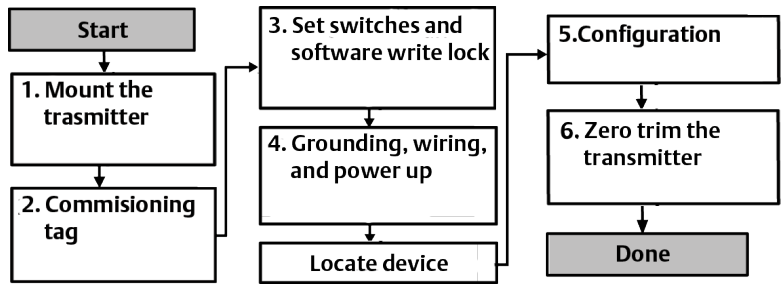 Start
1. Mount the
trasmitter
2. Commisioning
tag
3. Set switches and
software write lock
4. Grounding, wiring,
and power up
Locate device
5.Configuration
6. Zero trim the
transmitter
Done